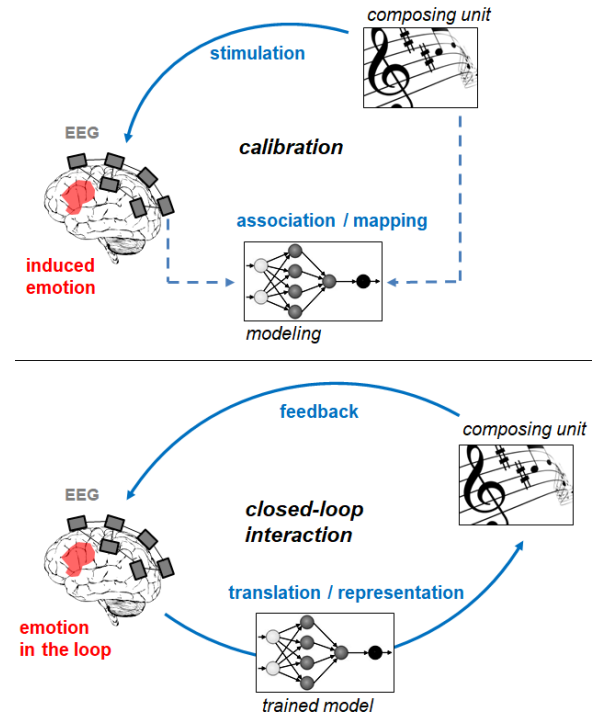 composing unit
stimulation
EEG
calibration
association / mapping
induced
emotion
modeling
feedback
composing unit
EEG
closed-loop
interaction
translation / representation
emotion
in the loop
trained model